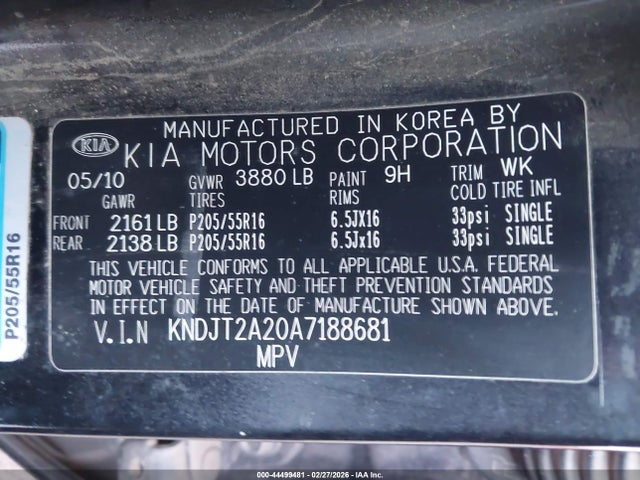 MANUFACTURED IN KOREA BY
KIA KIA MOTORS CORPORATION
05/10 GVWR 3880 LB PAINT 9H TRIM WK
GAWR TIRES RIMS COLD TIRE INFL
FRONT 2161 LB P205/55R16 6.5JX16 33psi SINGLE
REAR 2138 LB P205/55R16 6.5Jx16 33psi SINGLE
THIS VEHICLE CONFORMS TO ALL APPLICABLE U.S.A. FEDERAL
MOTOR VEHICLE SAFETY AND THEFT PREVENTION STANDARDS
IN EFFECT ON THE DATE OF MANUFACTURE SHOWN ABOVE.
V.I.N KNDJT2A20A7188681
MPV
P205/55R16
000-44499481 - 02/27/2026 - IAA Inc.